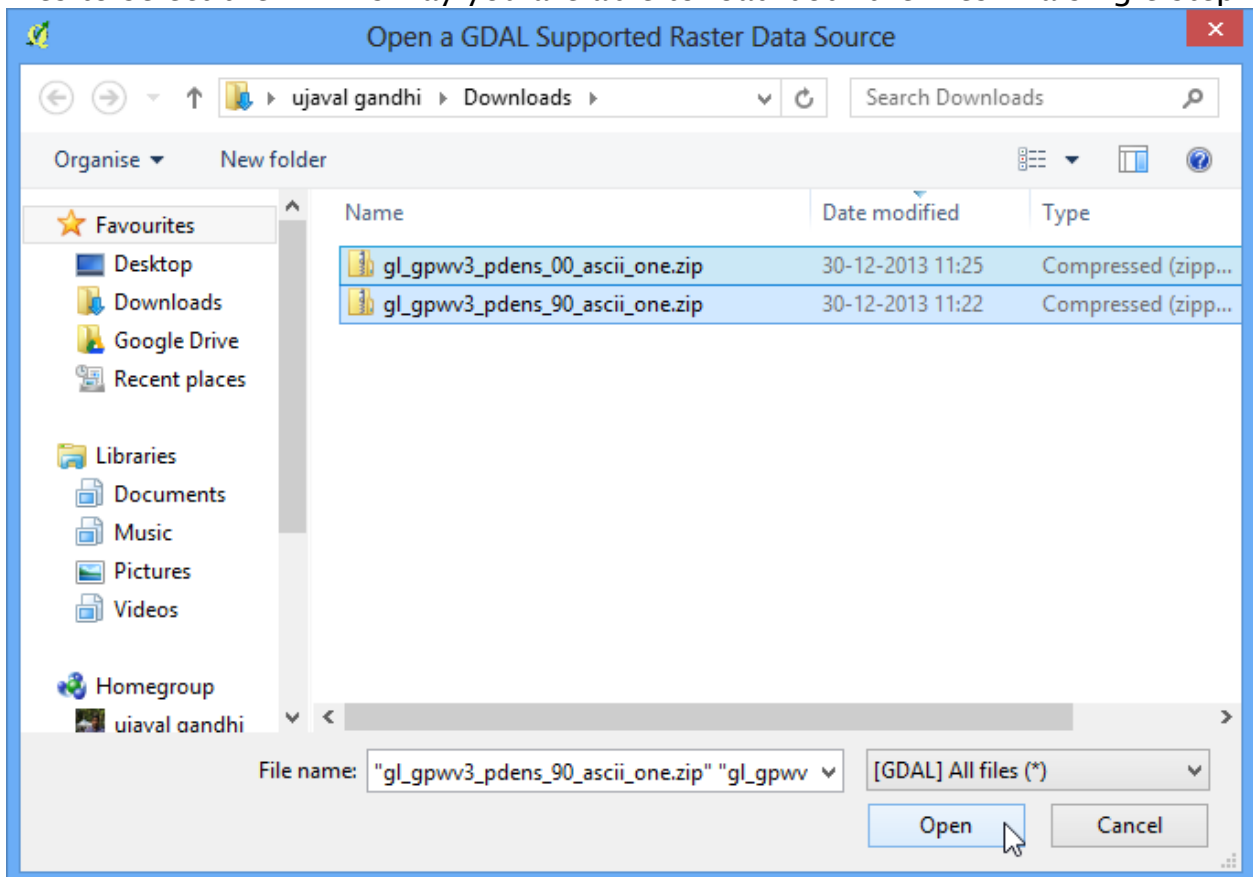 Open a GDAL Supported Raster Data Source
ujaval gandhi Downloads
Search Downloads
Organise New folder
Name Date modified Type
Favourites
Desktop
Downloads
Google Drive
Recent places
gl_gpwv3_pdens_00_ascii_one.zip 30-12-2013 11:25 Compressed (zipp...
gl_gpwv3_pdens_90_ascii_one.zip 30-12-2013 11:22 Compressed (zipp...
Libraries
Documents
Music
Pictures
Videos
Homegroup
ujaval gandhi
File name: "gl_gpwv3_pdens_90_ascii_one.zip" "gl_gpwv
[GDAL] All files (*)
Open Cancel